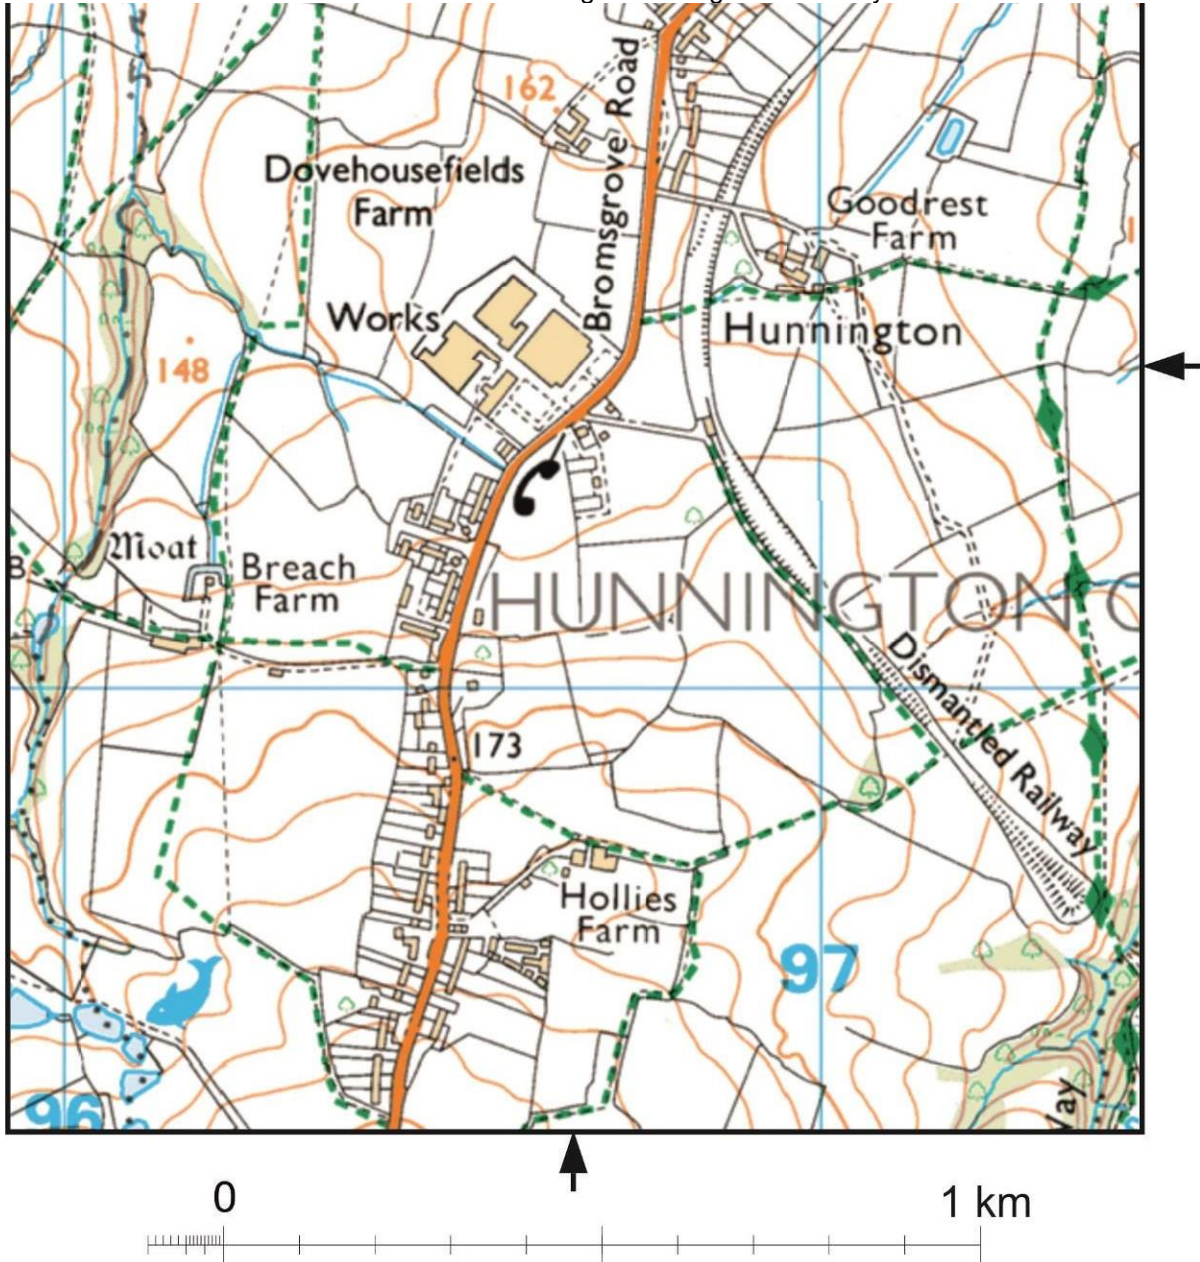 162
Bromsgrove Road
Dovehousefields
Farm
Goodrest
Farm
Works
Hunnington
148
Moat
Breach
Farm
HUNNINGTON C
Dismantled Railway
173
Hollies
Farm
97
96
0
1 km